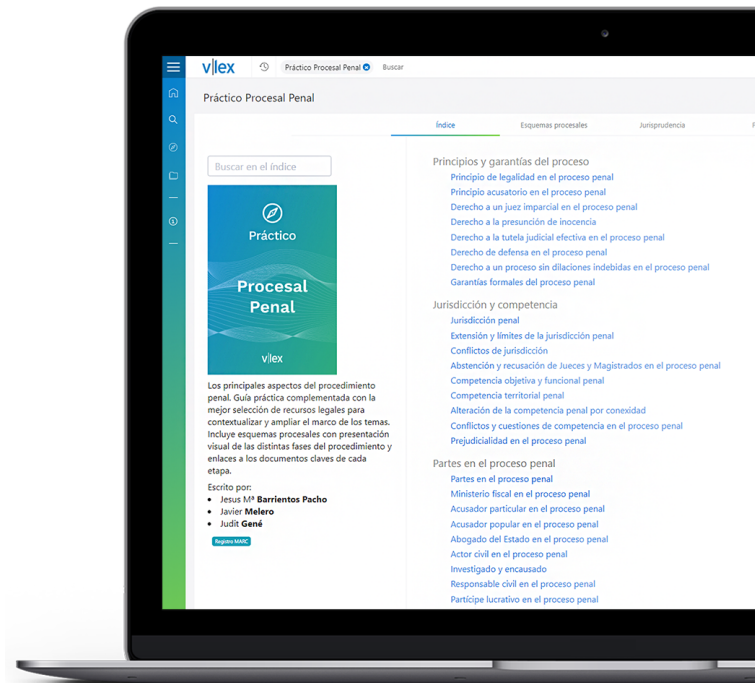 vlex
Práctico Procesal Penal
Buscar
Práctico Procesal Penal
Índice
Esquemas procesales
Jurisprudencia
Buscar en el índice
Práctico
Procesal
Penal
vlex
Los principales aspectos del procedimiento
penal. Guía práctica complementada con la
mejor selección de recursos legales para
contextualizar y ampliar el marco de los temas.
Incluye esquemas procesales con presentación
visual de las distintas fases del procedimiento y
enlaces a los documentos claves de cada
etapa.
Escrito por:
Jesus Mª Barrientos Pacho
Javier Melero
Judit Gené
Registro MARC
Principios y garantías del proceso
Principio de legalidad en el proceso penal
Principio acusatorio en el proceso penal
Derecho a un juez imparcial en el proceso penal
Derecho a la presunción de inocencia
Derecho a la tutela judicial efectiva en el proceso penal
Derecho de defensa en el proceso penal
Derecho a un proceso sin dilaciones indebidas en el proceso penal
Garantías formales del proceso penal
Jurisdicción y competencia
Jurisdicción penal
Extensión y límites de la jurisdicción penal
Conflictos de jurisdicción
Abstención y recusación de Jueces y Magistrados en el proceso penal
Competencia objetiva y funcional penal
Competencia territorial penal
Alteración de la competencia penal por conexidad
Conflictos y cuestiones de competencia en el proceso penal
Prejudicialidad en el proceso penal
Partes en el proceso penal
Partes en el proceso penal
Ministerio fiscal en el proceso penal
Acusador particular en el proceso penal
Acusador popular en el proceso penal
Abogado del Estado en el proceso penal
Actor civil en el proceso penal
Investigado y encausado
Responsable civil en el proceso penal
Partícipe lucrativo en el proceso penal